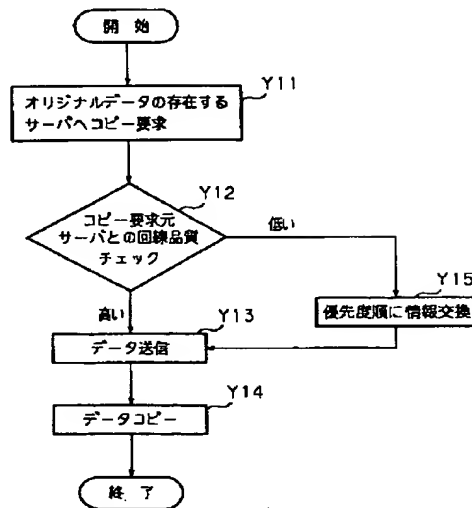 開始
Y11
オリジナルデータの存在する
サーバへコピー要求
Y12
コピー要求元
サーバとの回線品質
チェック
低い
Y15
優先度順に情報交換
高い
Y13
データ送信
Y14
データコピー
終了